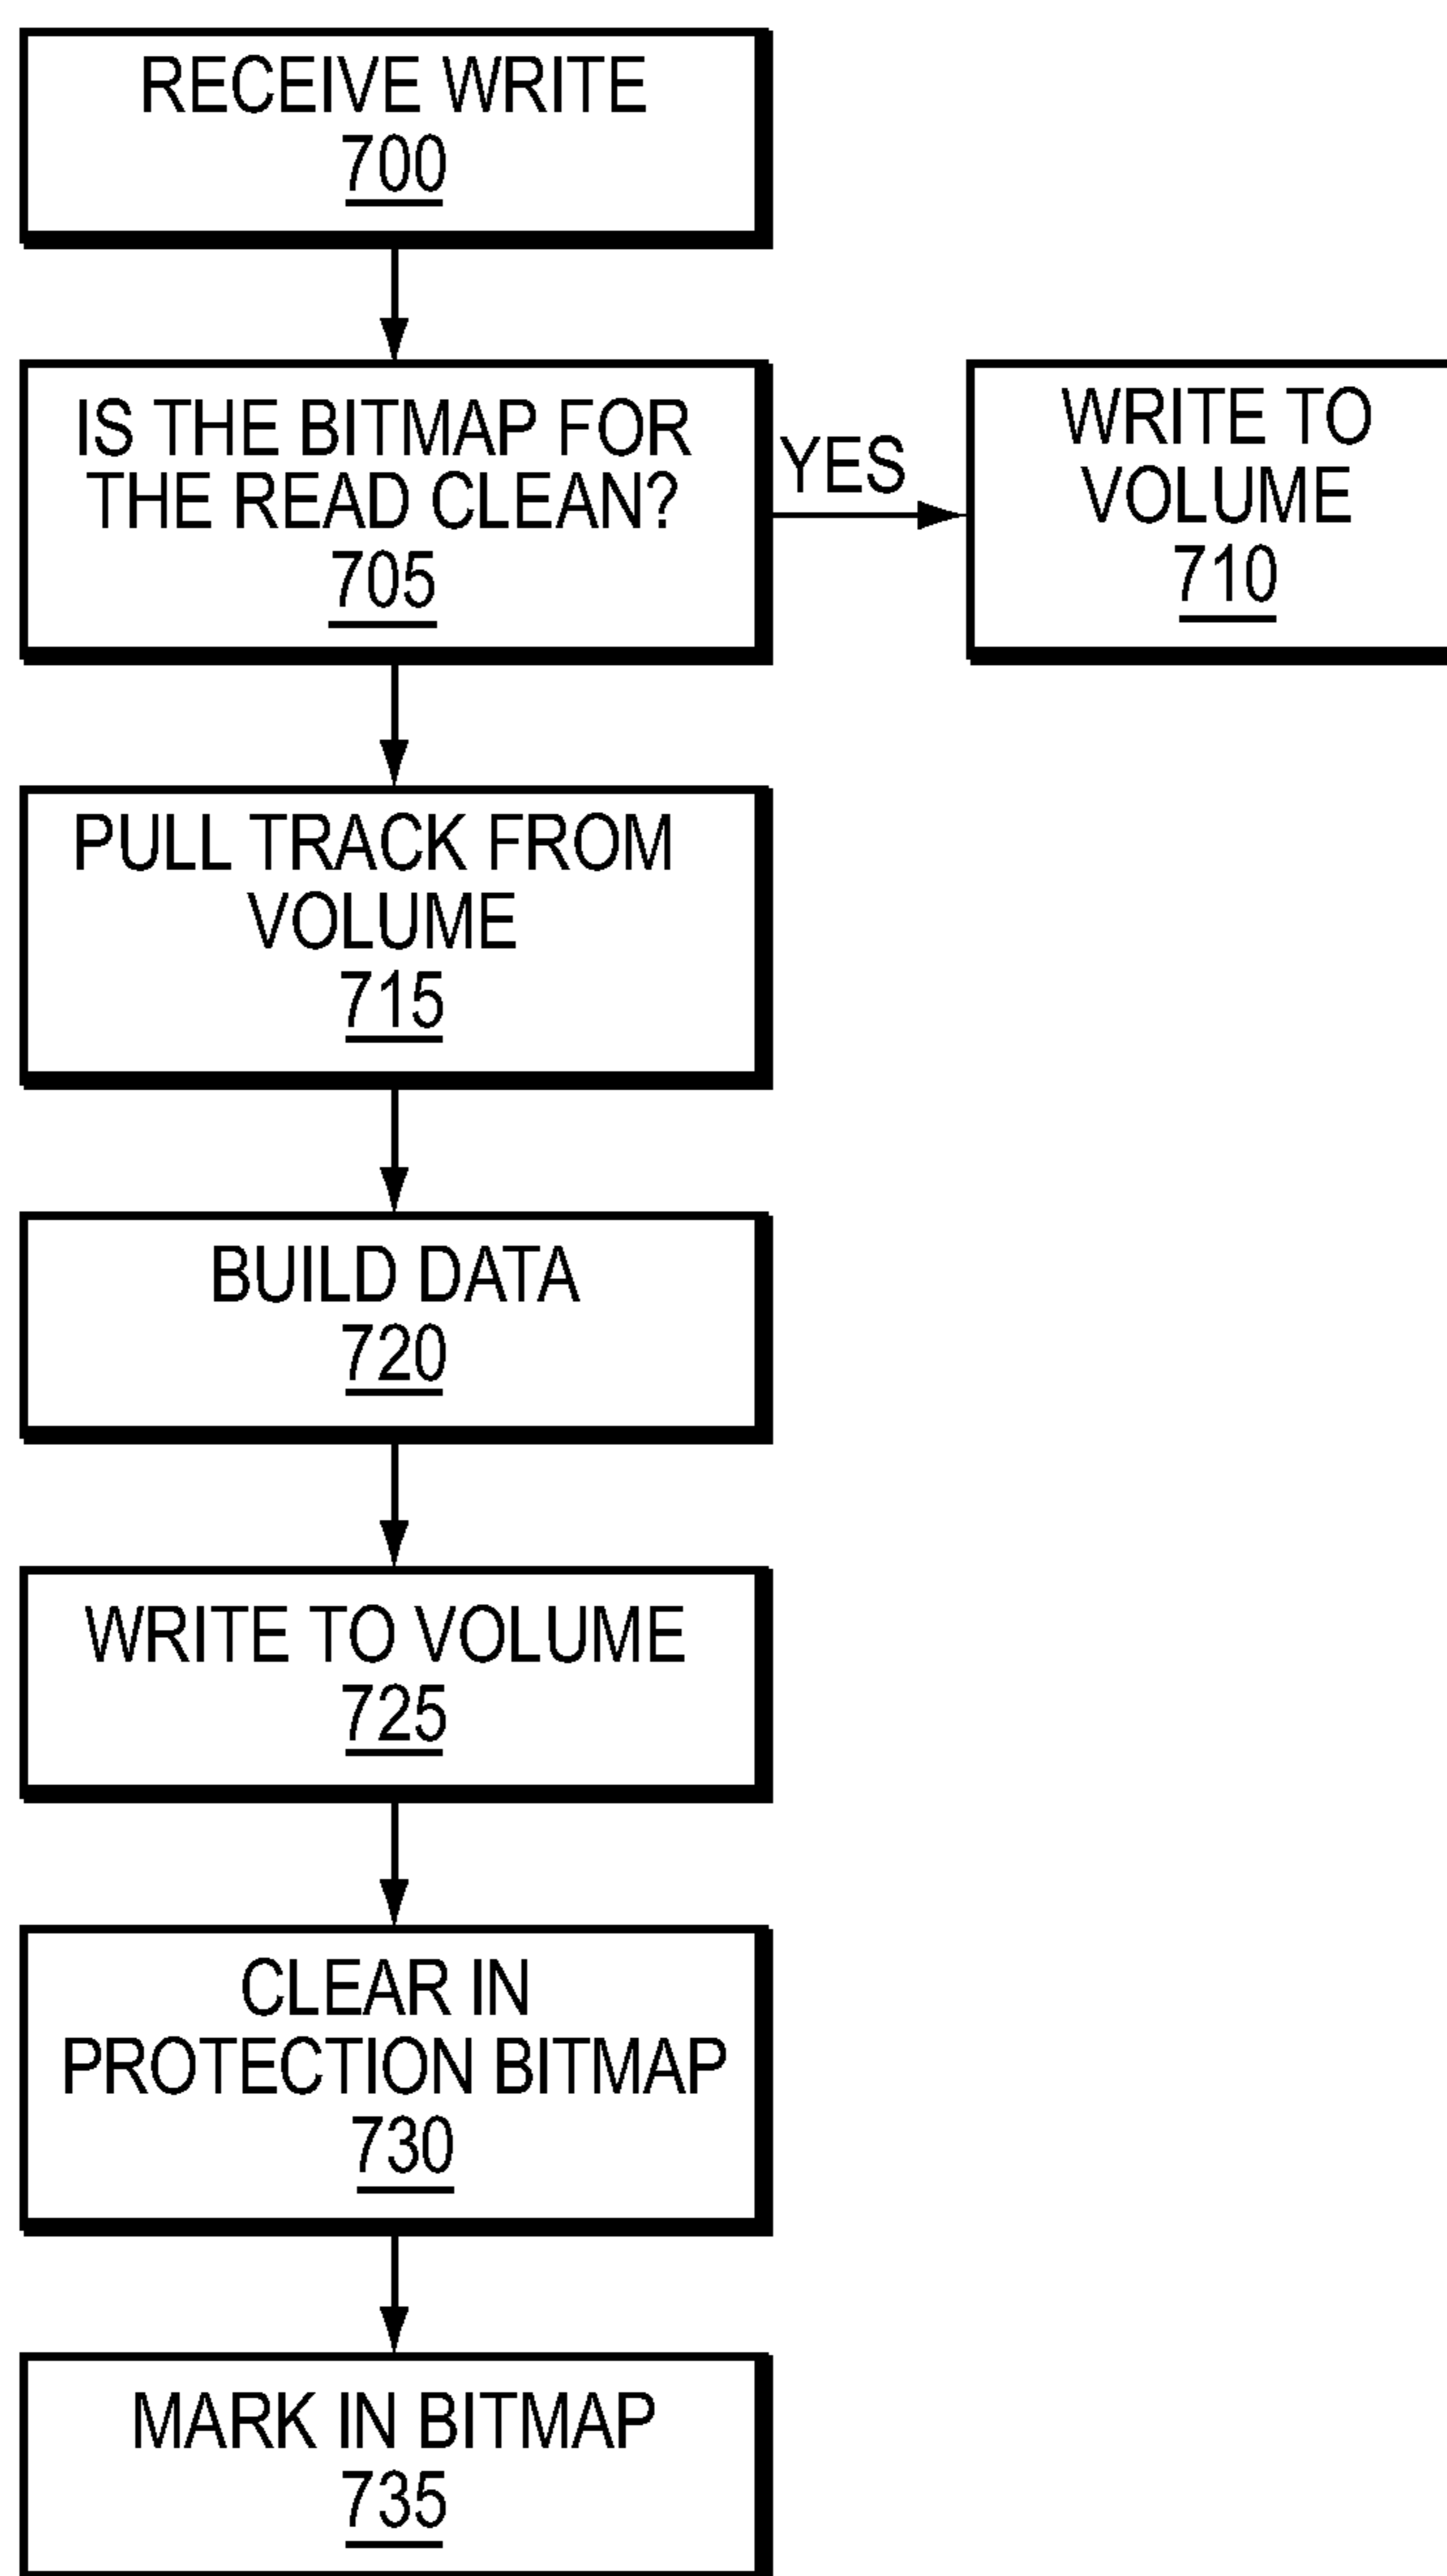 RECEIVE WRITE
700
IS THE BITMAP FOR
THE READ CLEAN?
705
YES
WRITE TO
VOLUME
710
PULL TRACK FROM
VOLUME
715
BUILD DATA
720
WRITE TO VOLUME
725
CLEAR IN
PROTECTION BITMAP
730
MARK IN BITMAP
735